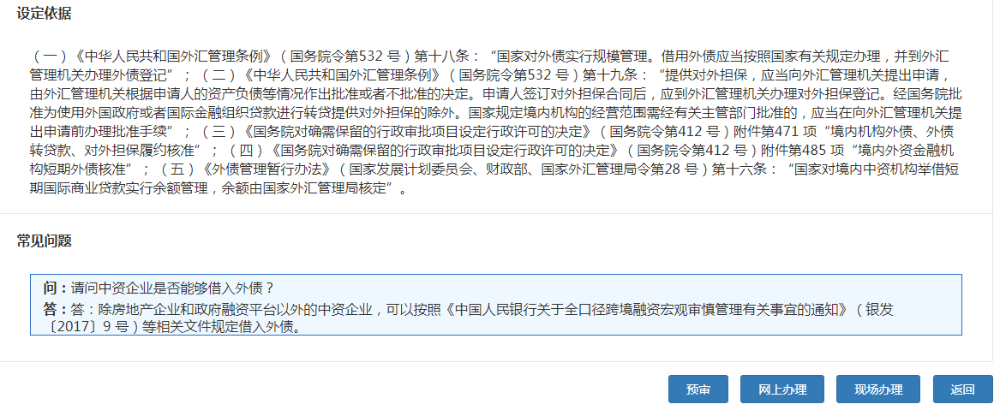 设定依据
（一）《中华人民共和国外汇管理条例》（国务院令第532 号）第十八条：“国家对外债实行规模管理。借用外债应当按照国家有关规定办理，并到外汇
管理机关办理外债登记”；（二）《中华人民共和国外汇管理条例》（国务院令第532 号）第十九条：“提供对外担保，应当向外汇管理机关提出申请，
由外汇管理机关根据申请人的资产负债等情况作出批准或者不批准的决定。申请人签订对外担保合同后，应到外汇管理机关办理对外担保登记。经国务院批
准为使用外国政府或者国际金融组织贷款进行转贷提供对外担保的除外。国家规定境内机构的经营范围需经有关主管部门批准的，应当在向外汇管理机关提
出申请前办理批准手续”；（三）《国务院对确需保留的行政审批项目设定行政许可的决定》（国务院令第412 号）附件第471 项“境内机构外债、外债
转贷款、对外担保履约核准”；（四）《国务院对确需保留的行政审批项目设定行政许可的决定》（国务院令第412 号）附件第485 项“境内外资金融机
构短期外债核准”；（五）《外债管理暂行办法》（国家发展计划委员会、财政部、国家外汇管理局令第28 号）第十六条：“国家对境内中资机构举借短
期国际商业贷款实行余额管理，余额由国家外汇管理局核定”。
常见问题
问：请问中资企业是否能够借入外债？
答：答：除房地产企业和政府融资平台以外的中资企业，可以按照《中国人民银行关于全口径跨境融资宏观审慎管理有关事宜的通知》（银发
〔2017〕9 号）等相关文件规定借入外债。
预审 网上办理 现场办理 返回